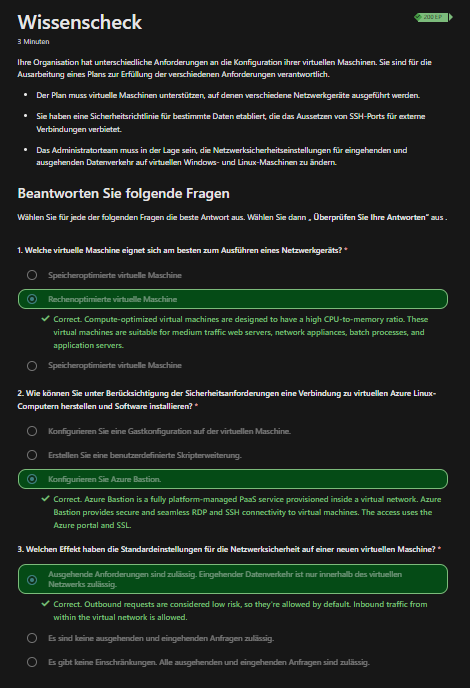 Wissenscheck
200 EP
3 Minuten
Ihre Organisation hat unterschiedliche Anforderungen an die Konfiguration ihrer virtuellen Maschinen. Sie sind für die
Ausarbeitung eines Plans zur Erfüllung der verschiedenen Anforderungen verantwortlich.
• Der Plan muss virtuelle Maschinen unterstützen, auf denen verschiedene Netzwerkgeräte ausgeführt werden.
• Sie haben eine Sicherheitsrichtlinie für bestimmte Daten etabliert, die das Aussetzen von SSH-Ports für externe
Verbindungen verbietet.
• Das Administratorteam muss in der Lage sein, die Netzwerksicherheitseinstellungen für eingehenden und
ausgehenden Datenverkehr auf virtuellen Windows- und Linux-Maschinen zu ändern.
Beantworten Sie folgende Fragen
Wählen Sie für jede der folgenden Fragen die beste Antwort aus. Wählen Sie dann „ Überprüfen Sie Ihre Antworten" aus .
1. Welche virtuelle Maschine eignet sich am besten zum Ausführen eines Netzwerkgeräts? *
Speicheroptimierte virtuelle Maschine
Rechenoptimierte virtuelle Maschine
Correct. Compute-optimized virtual machines are designed to have a high CPU-to-memory ratio. These
virtual machines are suitable for medium traffic web servers, network appliances, batch processes, and
application servers.
Speicheroptimierte virtuelle Maschine
2. Wie können Sie unter Berücksichtigung der Sicherheitsanforderungen eine Verbindung zu virtuellen Azure Linux-
Computern herstellen und Software installieren? *
Konfigurieren Sie eine Gastkonfiguration auf der virtuellen Maschine.
Erstellen Sie eine benutzerdefinierte Skripterweiterung.
Konfigurieren Sie Azure Bastion.
Correct. Azure Bastion is a fully platform-managed PaaS service provisioned inside a virtual network. Azure
Bastion provides secure and seamless RDP and SSH connectivity to virtual machines. The access uses the
Azure portal and SSL.
3. Welchen Effekt haben die Standardeinstellungen für die Netzwerksicherheit auf einer neuen virtuellen Maschine? *
Ausgehende Anforderungen sind zulässig. Eingehender Datenverkehr ist nur innerhalb des virtuellen
Netzwerks zulässig.
Correct. Outbound requests are considered low risk, so they're allowed by default. Inbound traffic from
within the virtual network is allowed.
Es sind keine ausgehenden und eingehenden Anfragen zulässig.
Es gibt keine Einschränkungen. Alle ausgehenden und eingehenden Anfragen sind zulässig.